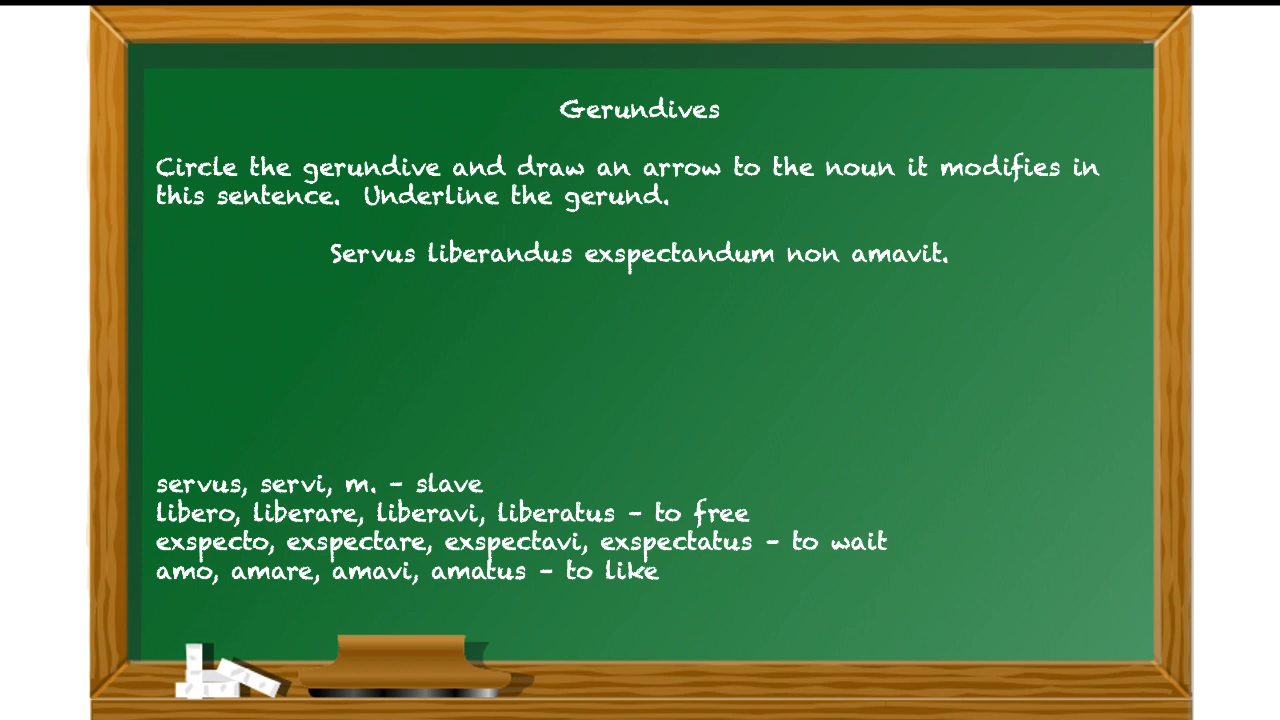 Gerundives
Circle the gerundive and draw an arrow to the noun it modifies in
this sentence.  Underline the gerund.
Servus liberandus exspectandum non amavit.
servus, servi, m. – slave
libero, liberare, liberavi, liberatus – to free
exspecto, exspectare, exspectavi, exspectatus – to wait
amo, amare, amavi, amatus – to like